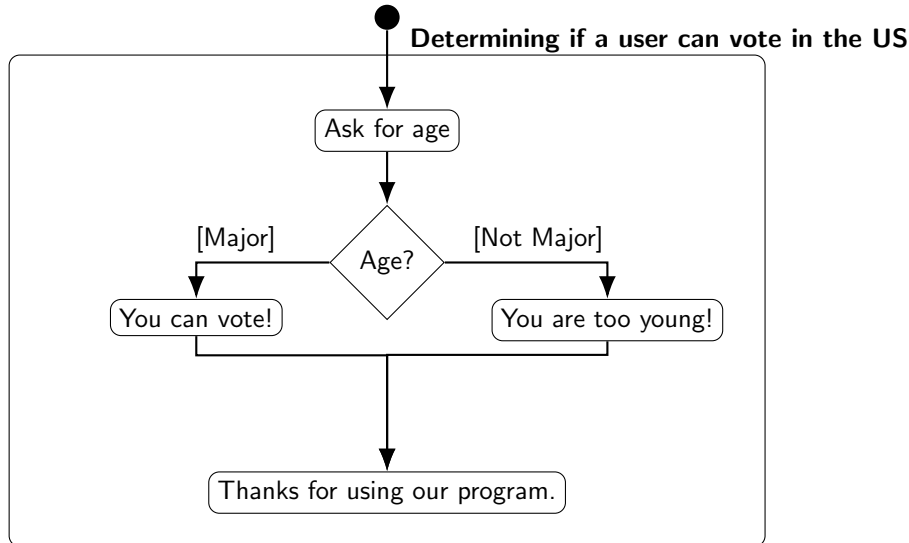 Determining if a user can vote in the US
Ask for age
[Major]
[Not Major]
Age?
You can vote!
You are too young!
Thanks for using our program.